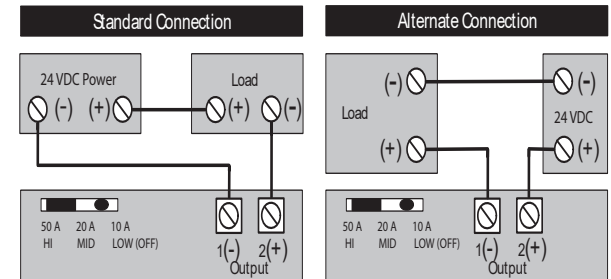 Standard Connection
24 VDC Power
Load
(-)
(+)
(+)
(-)
50 A 20 A 10 A
HI MID LOW (OFF)
1(-) 2(+)
Output
Alternate Connection
(-)
(-)
Load
24 VDC
(+)
(+)
50 A 20 A 10 A
HI MID LOW (OFF)
1(-) 2(+)
Output